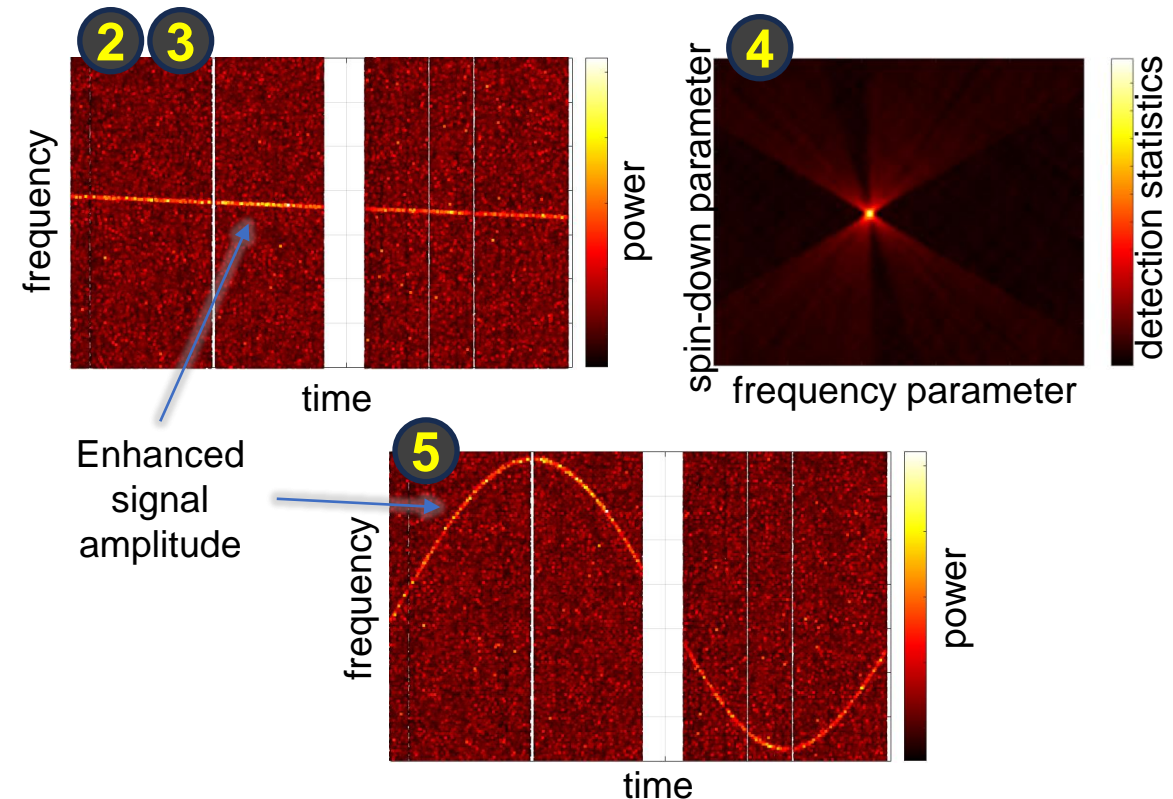 2 3
frequency
time
power
4
spin-down parameter
frequency parameter
detection statistics
Enhanced
signal
amplitude
5
frequency
time
power